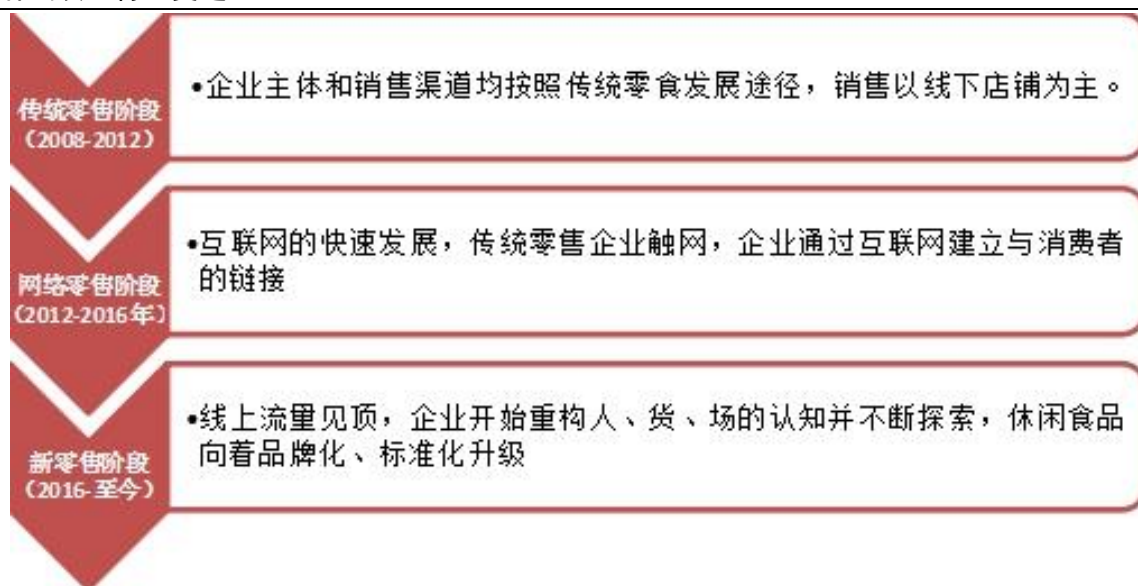 传统零售阶段
（2008-2012）
•企业主体和销售渠道均按照传统零食发展途径，销售以线下店铺为主。
网络零售阶段
（2012-2016年）
•互联网的快速发展，传统零售企业触网，企业通过互联网建立与消费者
的链接
新零售阶段
（2016-至今）
•线上流量见顶，企业开始重构人、货、场的认知并不断探索，休闲食品
向着品牌化、标准化升级